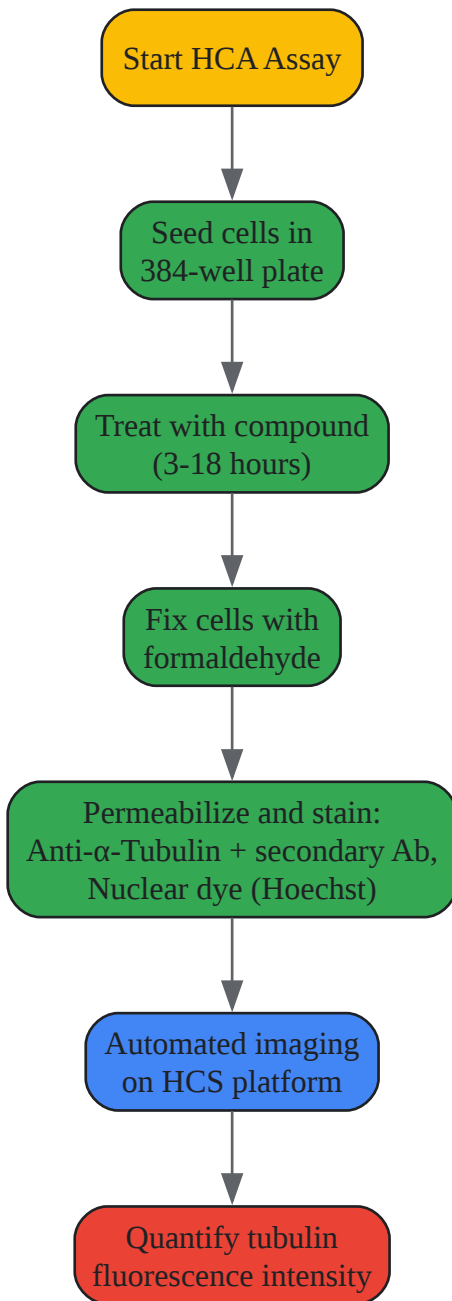 Start HCA Assay
Seed cells in
384-well plate
Treat with compound
(3-18 hours)
Fix cells with
formaldehyde
Permeabilize and stain:
Anti-α-Tubulin + secondary Ab,
Nuclear dye (Hoechst)
Automated imaging
on HCS platform
Quantify tubulin
fluorescence intensity